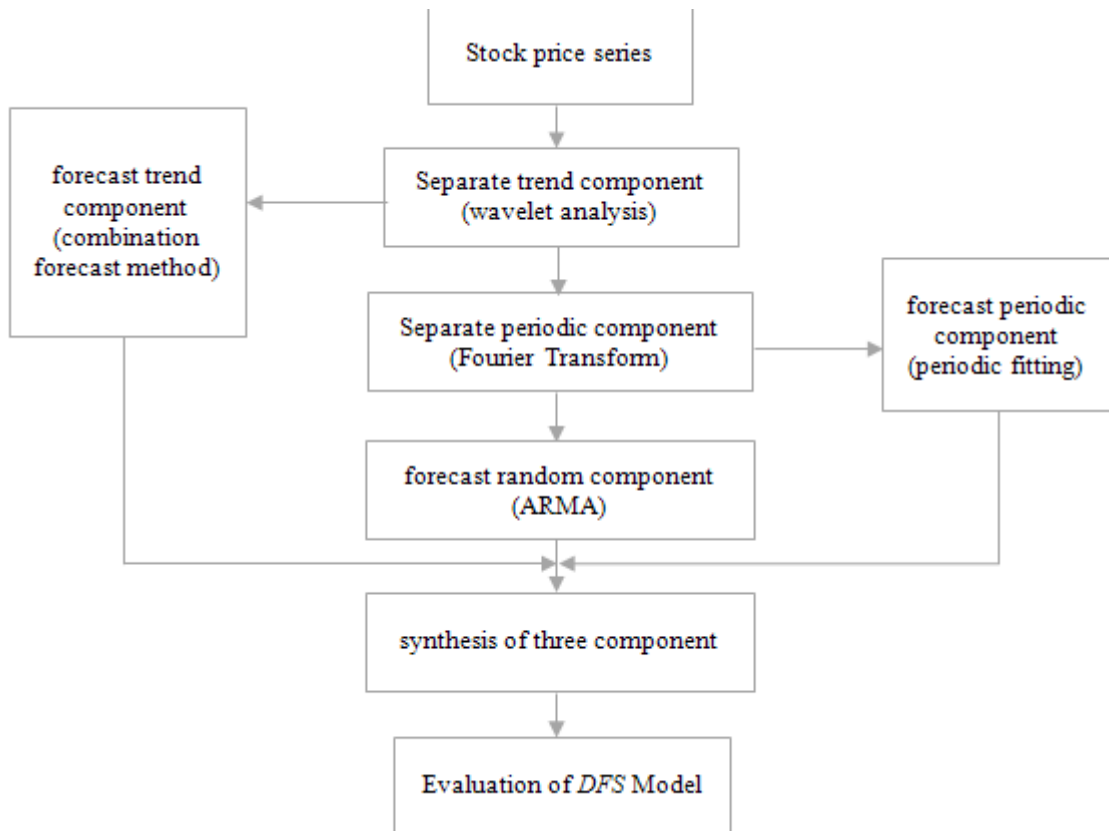 Stock price series
forecast trend
component
(combination
forecast method)
Separate trend component
(wavelet analysis)
Separate periodic component
(Fourier Transform)
forecast periodic
component
(periodic fitting)
forecast random component
(ARMA)
synthesis of three component
Evaluation of DFS Model